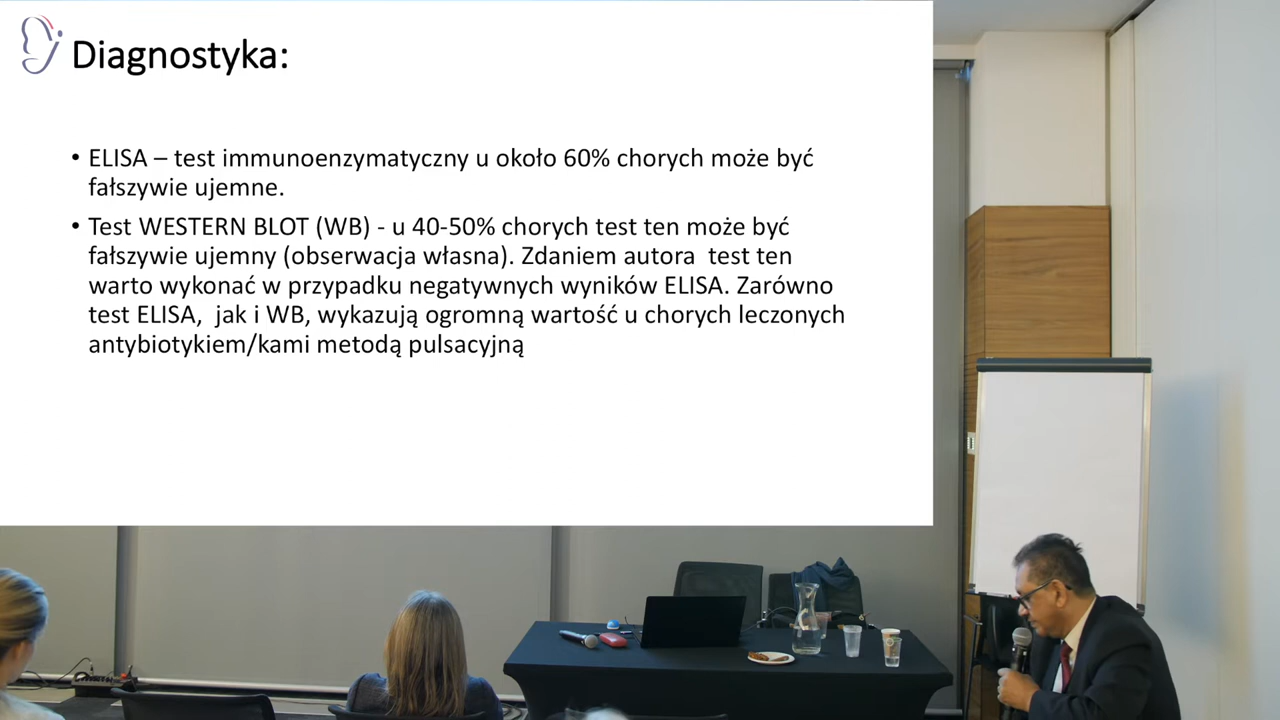 Diagnostyka:
• ELISA – test immunoenzymatyczny u około 60% chorych może być
fałszywie ujemne.
• Test WESTERN BLOT (WB) - u 40-50% chorych test ten może być
fałszywie ujemny (obserwacja własna). Zdaniem autora  test ten
warto wykonać w przypadku negatywnych wyników ELISA. Zarówno
test ELISA,  jak i WB, wykazują ogromną wartość u chorych leczonych
antybiotykiem/kami metodą pulsacyjną